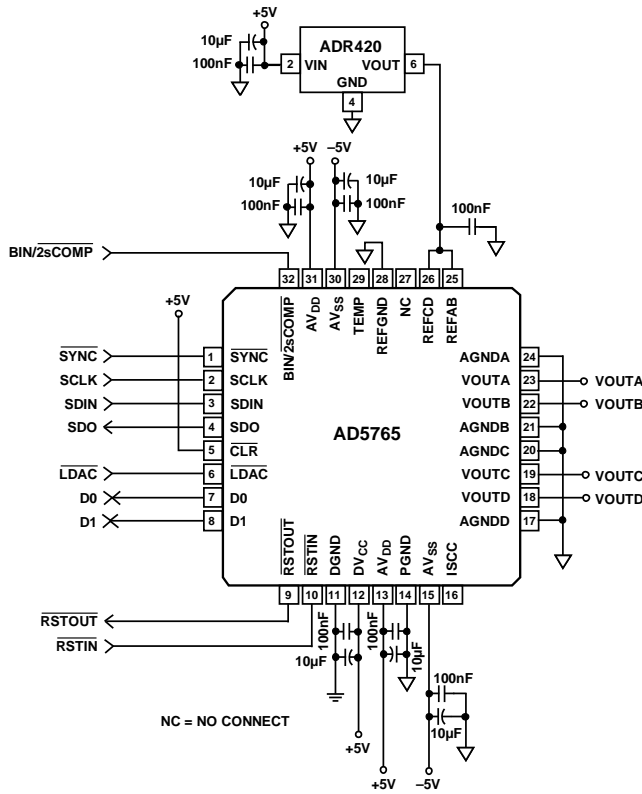 +5V
10µF
100nF
2
VIN
ADR420
VOUT
6
GND
4
+5V
–5V
10µF
100nF
10µF
100nF
100nF
BIN/2sCOMP
32
31
30
29
28
27
26
25
BIN/2sCOMP
AVDD
AVSS
TEMP
REFGND
NC
REFCD
REFAB
+5V
SYNC
1
SYNC
SCLK
2
SCLK
SDIN
3
SDIN
SDO
4
SDO
5
CLR
LDAC
6
LDAC
D0
7
D0
D1
8
D1
AD5765
AGNDA
24
VOUTA
23
VOUTA
VOUTB
22
VOUTB
AGNDB
21
AGNDC
20
VOUTC
19
VOUTC
VOUTD
18
VOUTD
AGNDD
17
RSTOUT
RSTIN
DGND
DVCC
AVDD
PGND
AVSS
ISCC
9
10
11
12
13
14
15
16
RSTOUT
RSTIN
100nF
10µF
100nF
10µF
100nF
10µF
NC = NO CONNECT
+5V
+5V
–5V